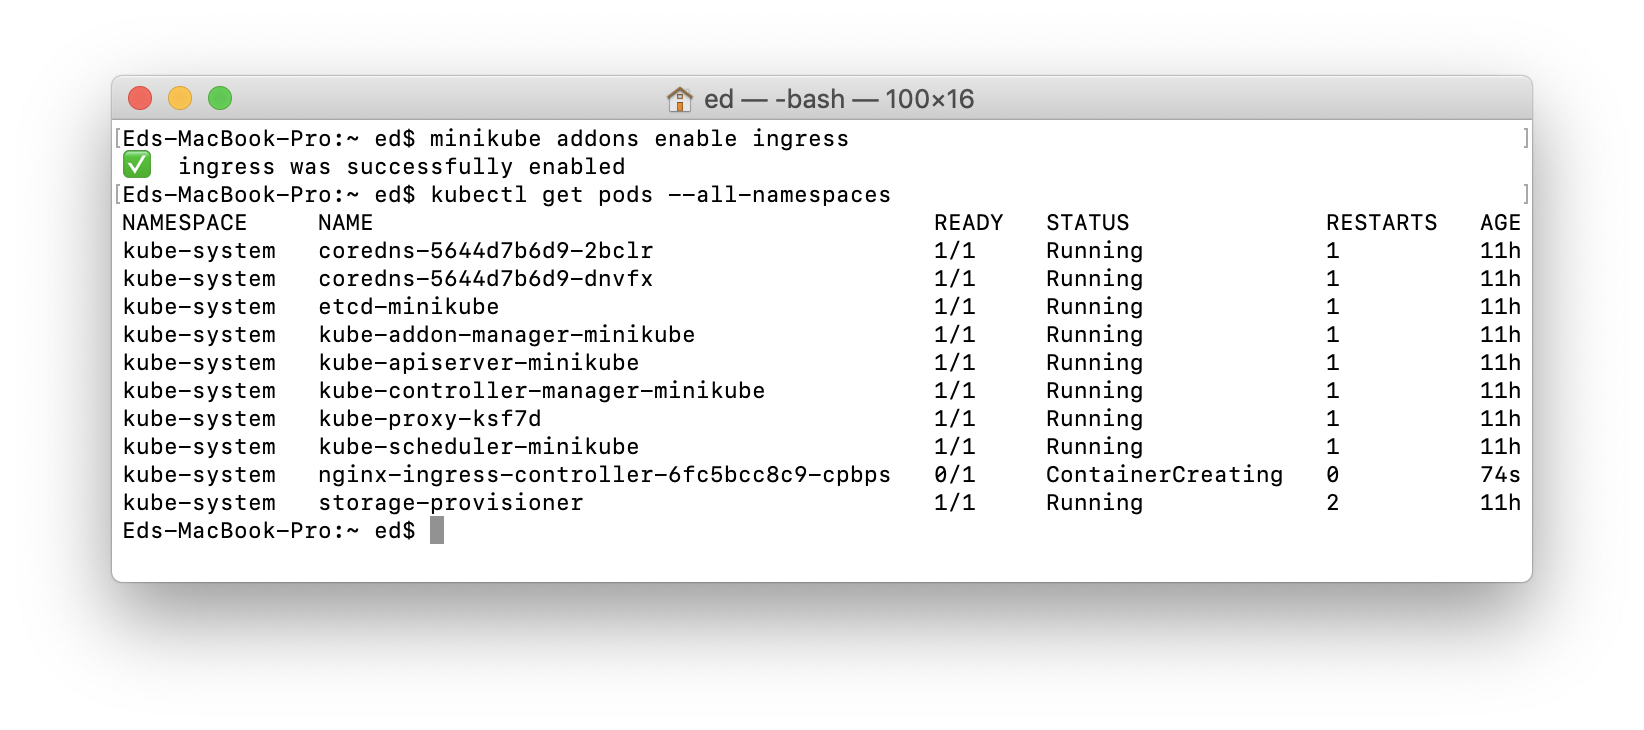 ed — -bash — 100×16
[Eds-MacBook-Pro:~ ed$ minikube addons enable ingress ]
✅  ingress was successfully enabled
[Eds-MacBook-Pro:~ ed$ kubectl get pods --all-namespaces ]
NAMESPACE     NAME                                        READY   STATUS              RESTARTS   AGE
kube-system   coredns-5644d7b6d9-2bclr                    1/1     Running             1          11h
kube-system   coredns-5644d7b6d9-dnvfx                    1/1     Running             1          11h
kube-system   etcd-minikube                               1/1     Running             1          11h
kube-system   kube-addon-manager-minikube                 1/1     Running             1          11h
kube-system   kube-apiserver-minikube                     1/1     Running             1          11h
kube-system   kube-controller-manager-minikube            1/1     Running             1          11h
kube-system   kube-proxy-ksf7d                            1/1     Running             1          11h
kube-system   kube-scheduler-minikube                     1/1     Running             1          11h
kube-system   nginx-ingress-controller-6fc5bcc8c9-cpbps   0/1     ContainerCreating   0          74s
kube-system   storage-provisioner                         1/1     Running             2          11h
Eds-MacBook-Pro:~ ed$